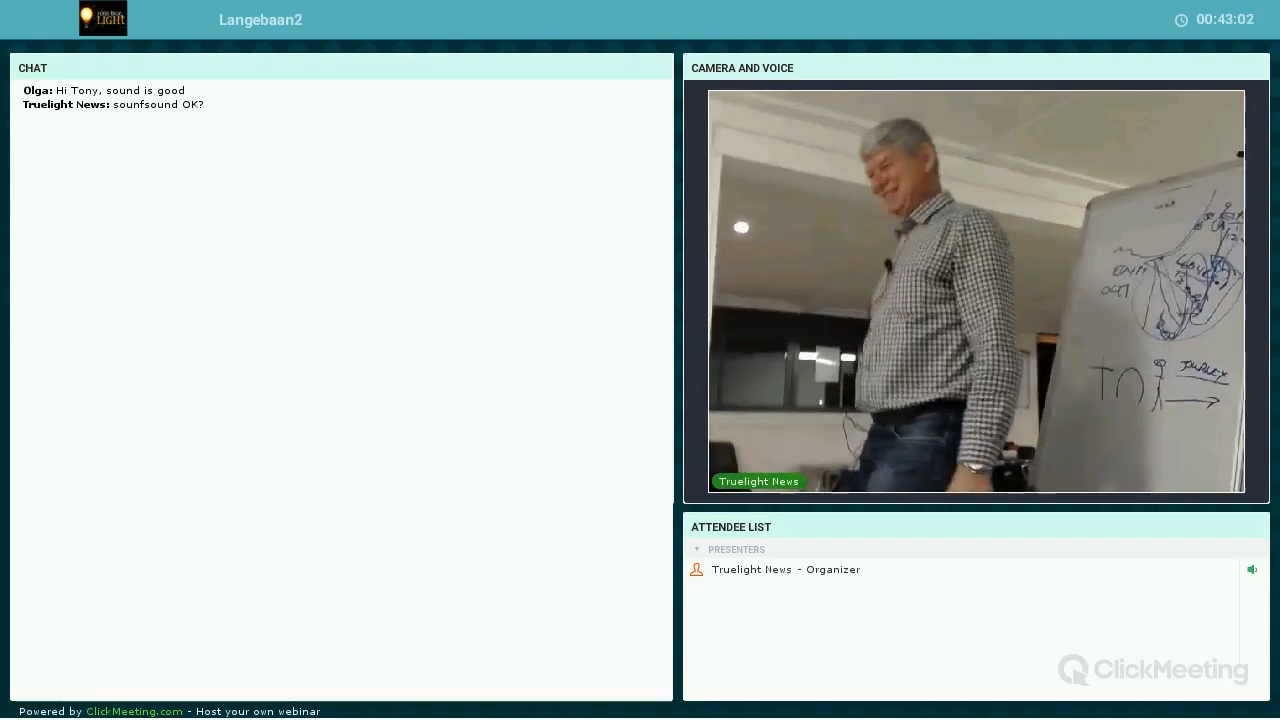 LIGHT
Langebaan2
00:43:02
CHAT
Olga: Hi Tony, sound is good
Truelight News: sounfsound OK?
CAMERA AND VOICE
Truelight News
ATTENDEE LIST
PRESENTERS
Truelight News - Organizer
ClickMeeting
Powered by ClickMeeting.com - Host your own webinar